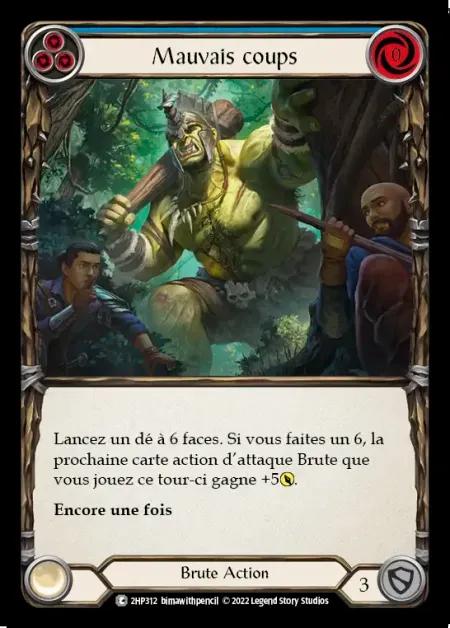 Mauvais coups
0
Lancez un dé à 6 faces. Si vous faites un 6, la
prochaine carte action d'attaque Brute que
vous jouez ce tour-ci gagne +5.
Encore une fois
Brute Action
3
C 2HP312 bimawithpencil © 2022 Legend Story Studios